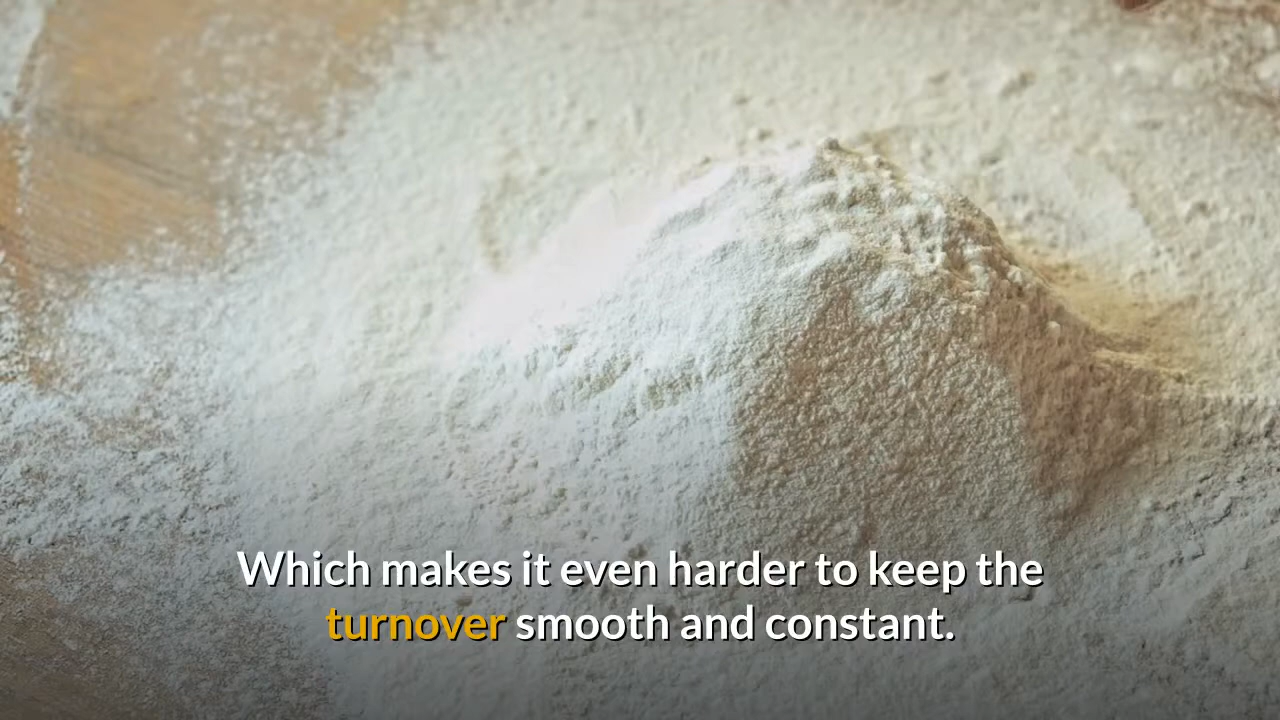 Which makes it even harder to keep the
turnover smooth and constant.